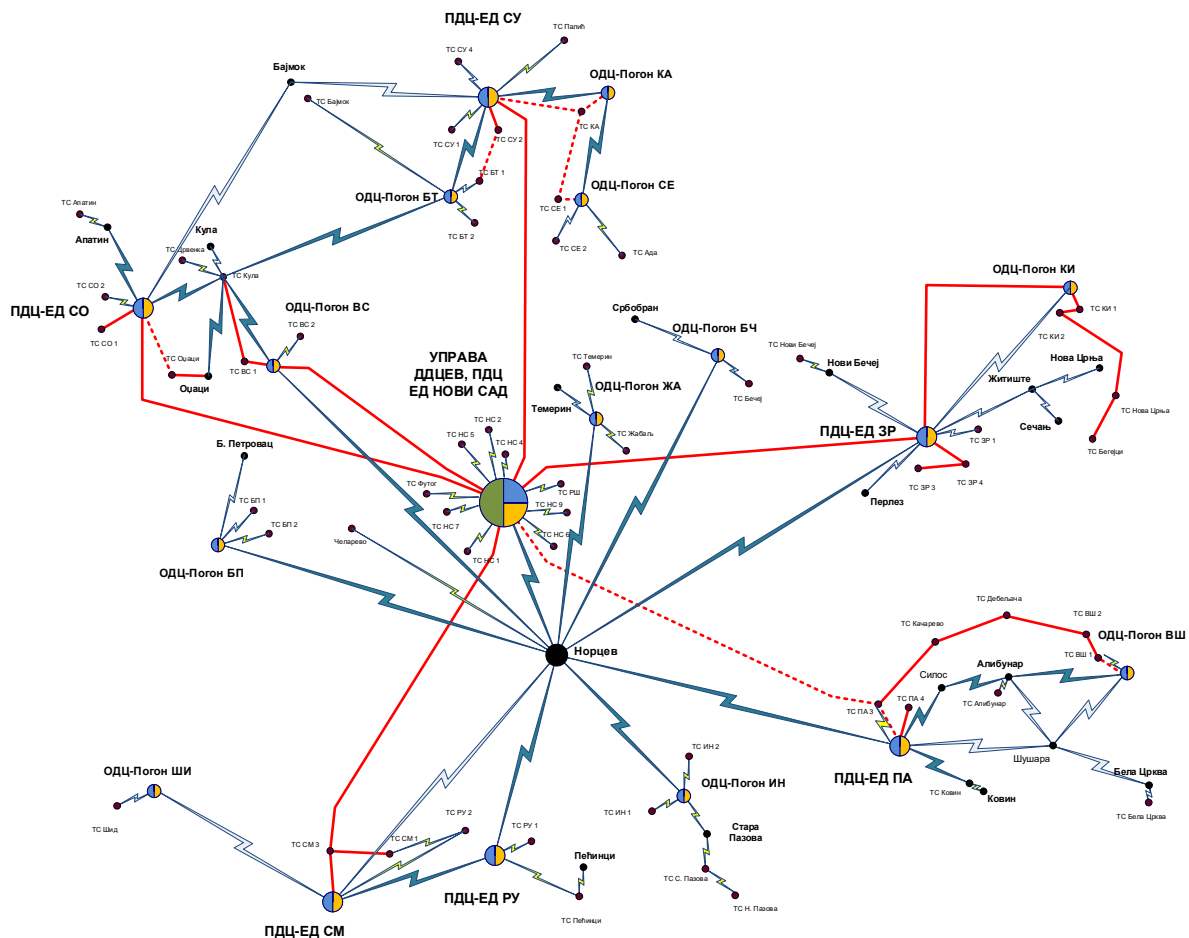 ПДЦ-ЕД СУ
ТС Палић
ТС СУ 4
Бајмок
ОДЦ-Погон КА
ТС Бајмок
ТС КА
ТС СУ 1
ТС СУ 2
ТС БТ 1
ОДЦ-Погон БТ
ОДЦ-Погон СЕ
ТС СЕ 1
ТС БТ 2
ТС СЕ 2
ТС Ада
ТС Апатин
Апатин
Кула
ТС Црвенка
ТС Кула
ТС СО 2
ПДЦ-ЕД СО
ТС СО 1
ОДЦ-Погон ВС
ТС ВС 2
ТС ВС 1
ТС Оџаци
Оџаци
ОДЦ-Погон КИ
ТС КИ 1
ТС КИ 2
Србобран
ОДЦ-Погон БЧ
ТС Бечеј
ТС Нови Бечеј
Нови Бечеј
Нова Црња
Житиште
Сечањ
ТС Нова Црња
ТС Бегејци
УПРАВА
ДДЦЕВ, ПДЦ
ЕД НОВИ САД
ТС Темерин
ОДЦ-Погон ЖА
Темерин
ТС Жабаљ
ПДЦ-ЕД ЗР
ТС ЗР 1
ТС ЗР 3
ТС ЗР 4
Перлез
Б. Петровац
ТС БП 1
ТС БП 2
ОДЦ-Погон БП
Челарево
ТС НС 2
ТС НС 5
ТС НС 4
ТС Футог
ТС РШ
ТС НС 9
ТС НС 7
ТС НС 6
ТС НС 1
Норцев
ТС Дебељача
ТС Качарево
ТС ВШ 2
ОДЦ-Погон ВШ
ТС ВШ 1
Алибунар
Силос
ТС Алибунар
ТС ПА 3
ТС ПА 4
ПДЦ-ЕД ПА
Шушара
ТС Ковин
Ковин
Бела Црква
ТС Бела Црква
ОДЦ-Погон ШИ
ТС Шид
ТС СМ 3
ТС СМ 1
ТС РУ 2
ТС РУ 1
ПДЦ-ЕД СМ
ПДЦ-ЕД РУ
Пећинци
ТС Пећинци
ТС ИН 2
ОДЦ-Погон ИН
ТС ИН 1
Стара
Пазова
ТС С. Пазова
ТС Н. Пазова